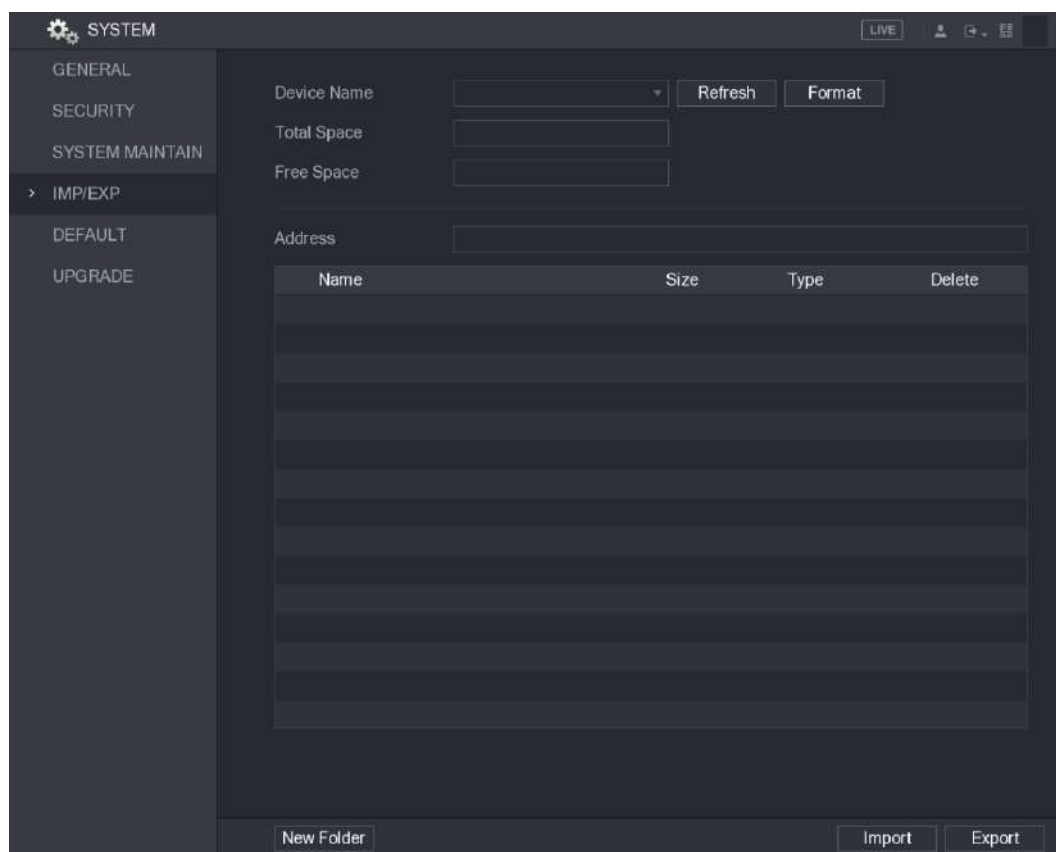 SYSTEM
LIVE
GENERAL
SECURITY
SYSTEM MAINTAIN
IMP/EXP
DEFAULT
UPGRADE
Device Name
Refresh
Format
Total Space
Free Space
Address
Name Size Type Delete
New Folder
Import
Export